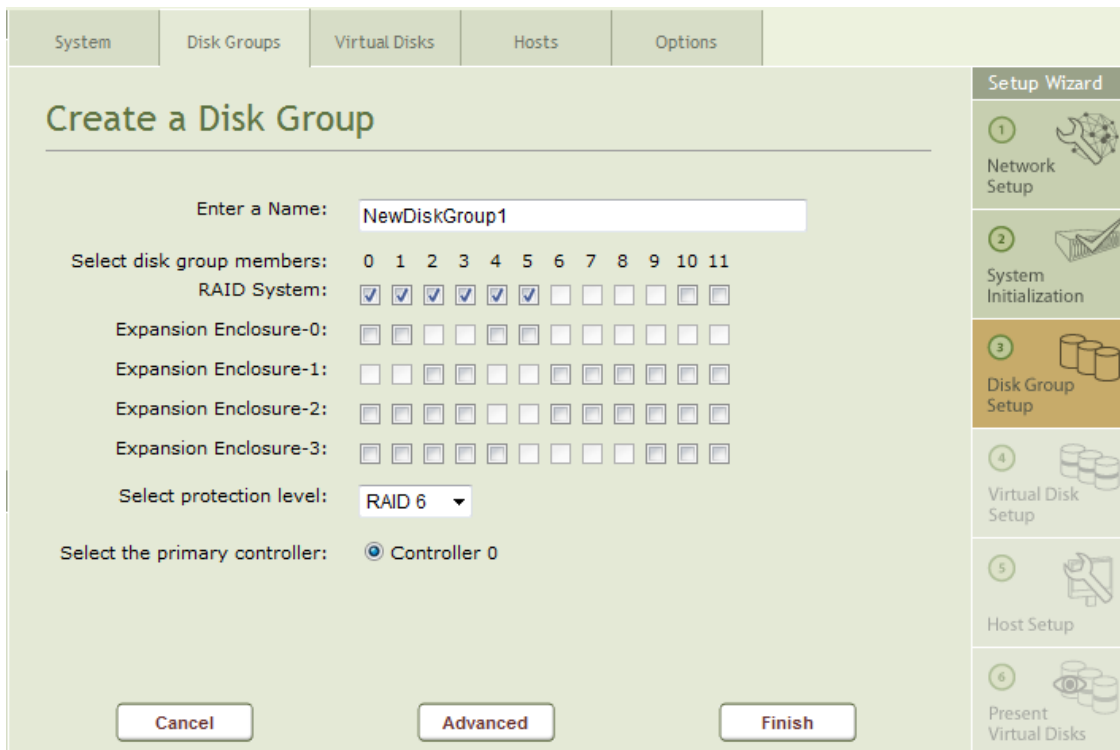 System Disk Groups Virtual Disks Hosts Options
Create a Disk Group
Enter a Name: NewDiskGroup1
Select disk group members: 0 1 2 3 4 5 6 7 8 9 10 11
RAID System:
Expansion Enclosure-0:
Expansion Enclosure-1:
Expansion Enclosure-2:
Expansion Enclosure-3:
Select protection level: RAID 6
Select the primary controller: Controller 0
Cancel Advanced Finish
Setup Wizard
1
Network
Setup
2
System
Initialization
3
Disk Group
Setup
4
Virtual Disk
Setup
5
Host Setup
6
Present
Virtual Disks